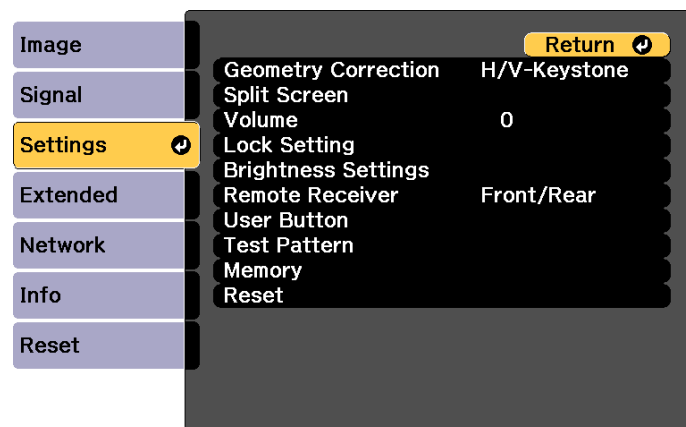 Image
Signal
Settings
Extended
Network
Info
Reset
Return
Geometry Correction H/V-Keystone
Split Screen
Volume 0
Lock Setting
Brightness Settings
Remote Receiver Front/Rear
User Button
Test Pattern
Memory
Reset